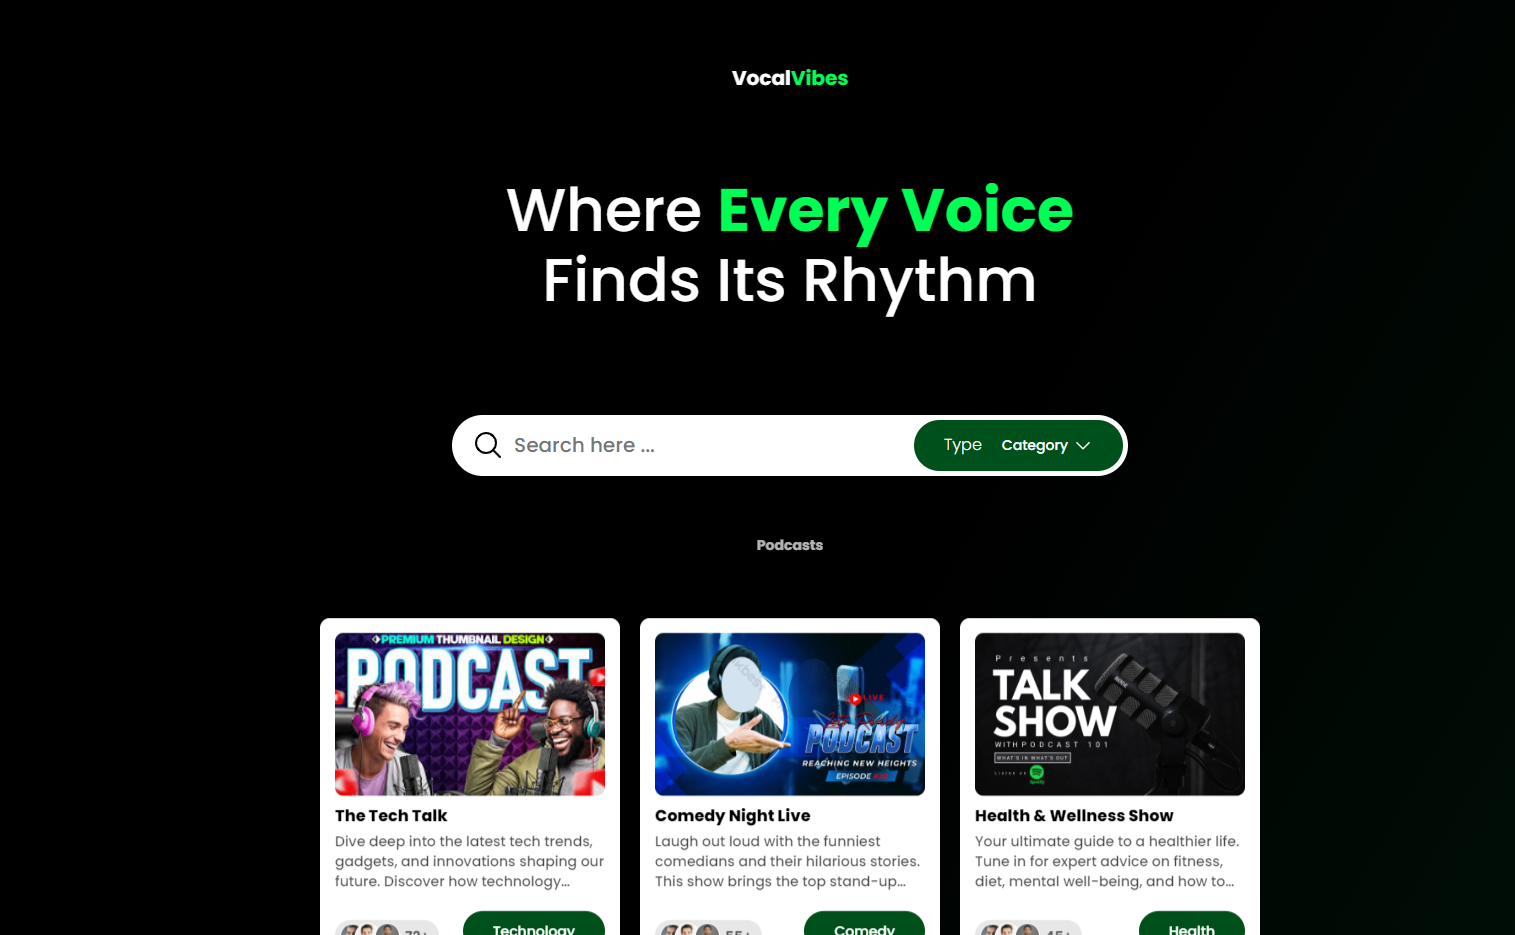 VocalVibes
Where Every Voice
Finds Its Rhythm
Search here ...
Type Category
Podcasts
PREMIUM THUMBNAIL DESIGN
PODCAST
The Tech Talk
Dive deep into the latest tech trends,
gadgets, and innovations shaping our
future. Discover how technology...
Technology
LIVE
PODCAST
REACHING NEW HEIGHTS
EPISODE
Comedy Night Live
Laugh out loud with the funniest
comedians and their hilarious stories.
This show brings the top stand-up...
Comedy
Presents
TALK
SHOW
WITH PODCAST 101
WHAT'S IN WHAT'S OUT
LISTEN ON
Spotify
Health & Wellness Show
Your ultimate guide to a healthier life.
Tune in for expert advice on fitness,
diet, mental well-being, and how to...
Health